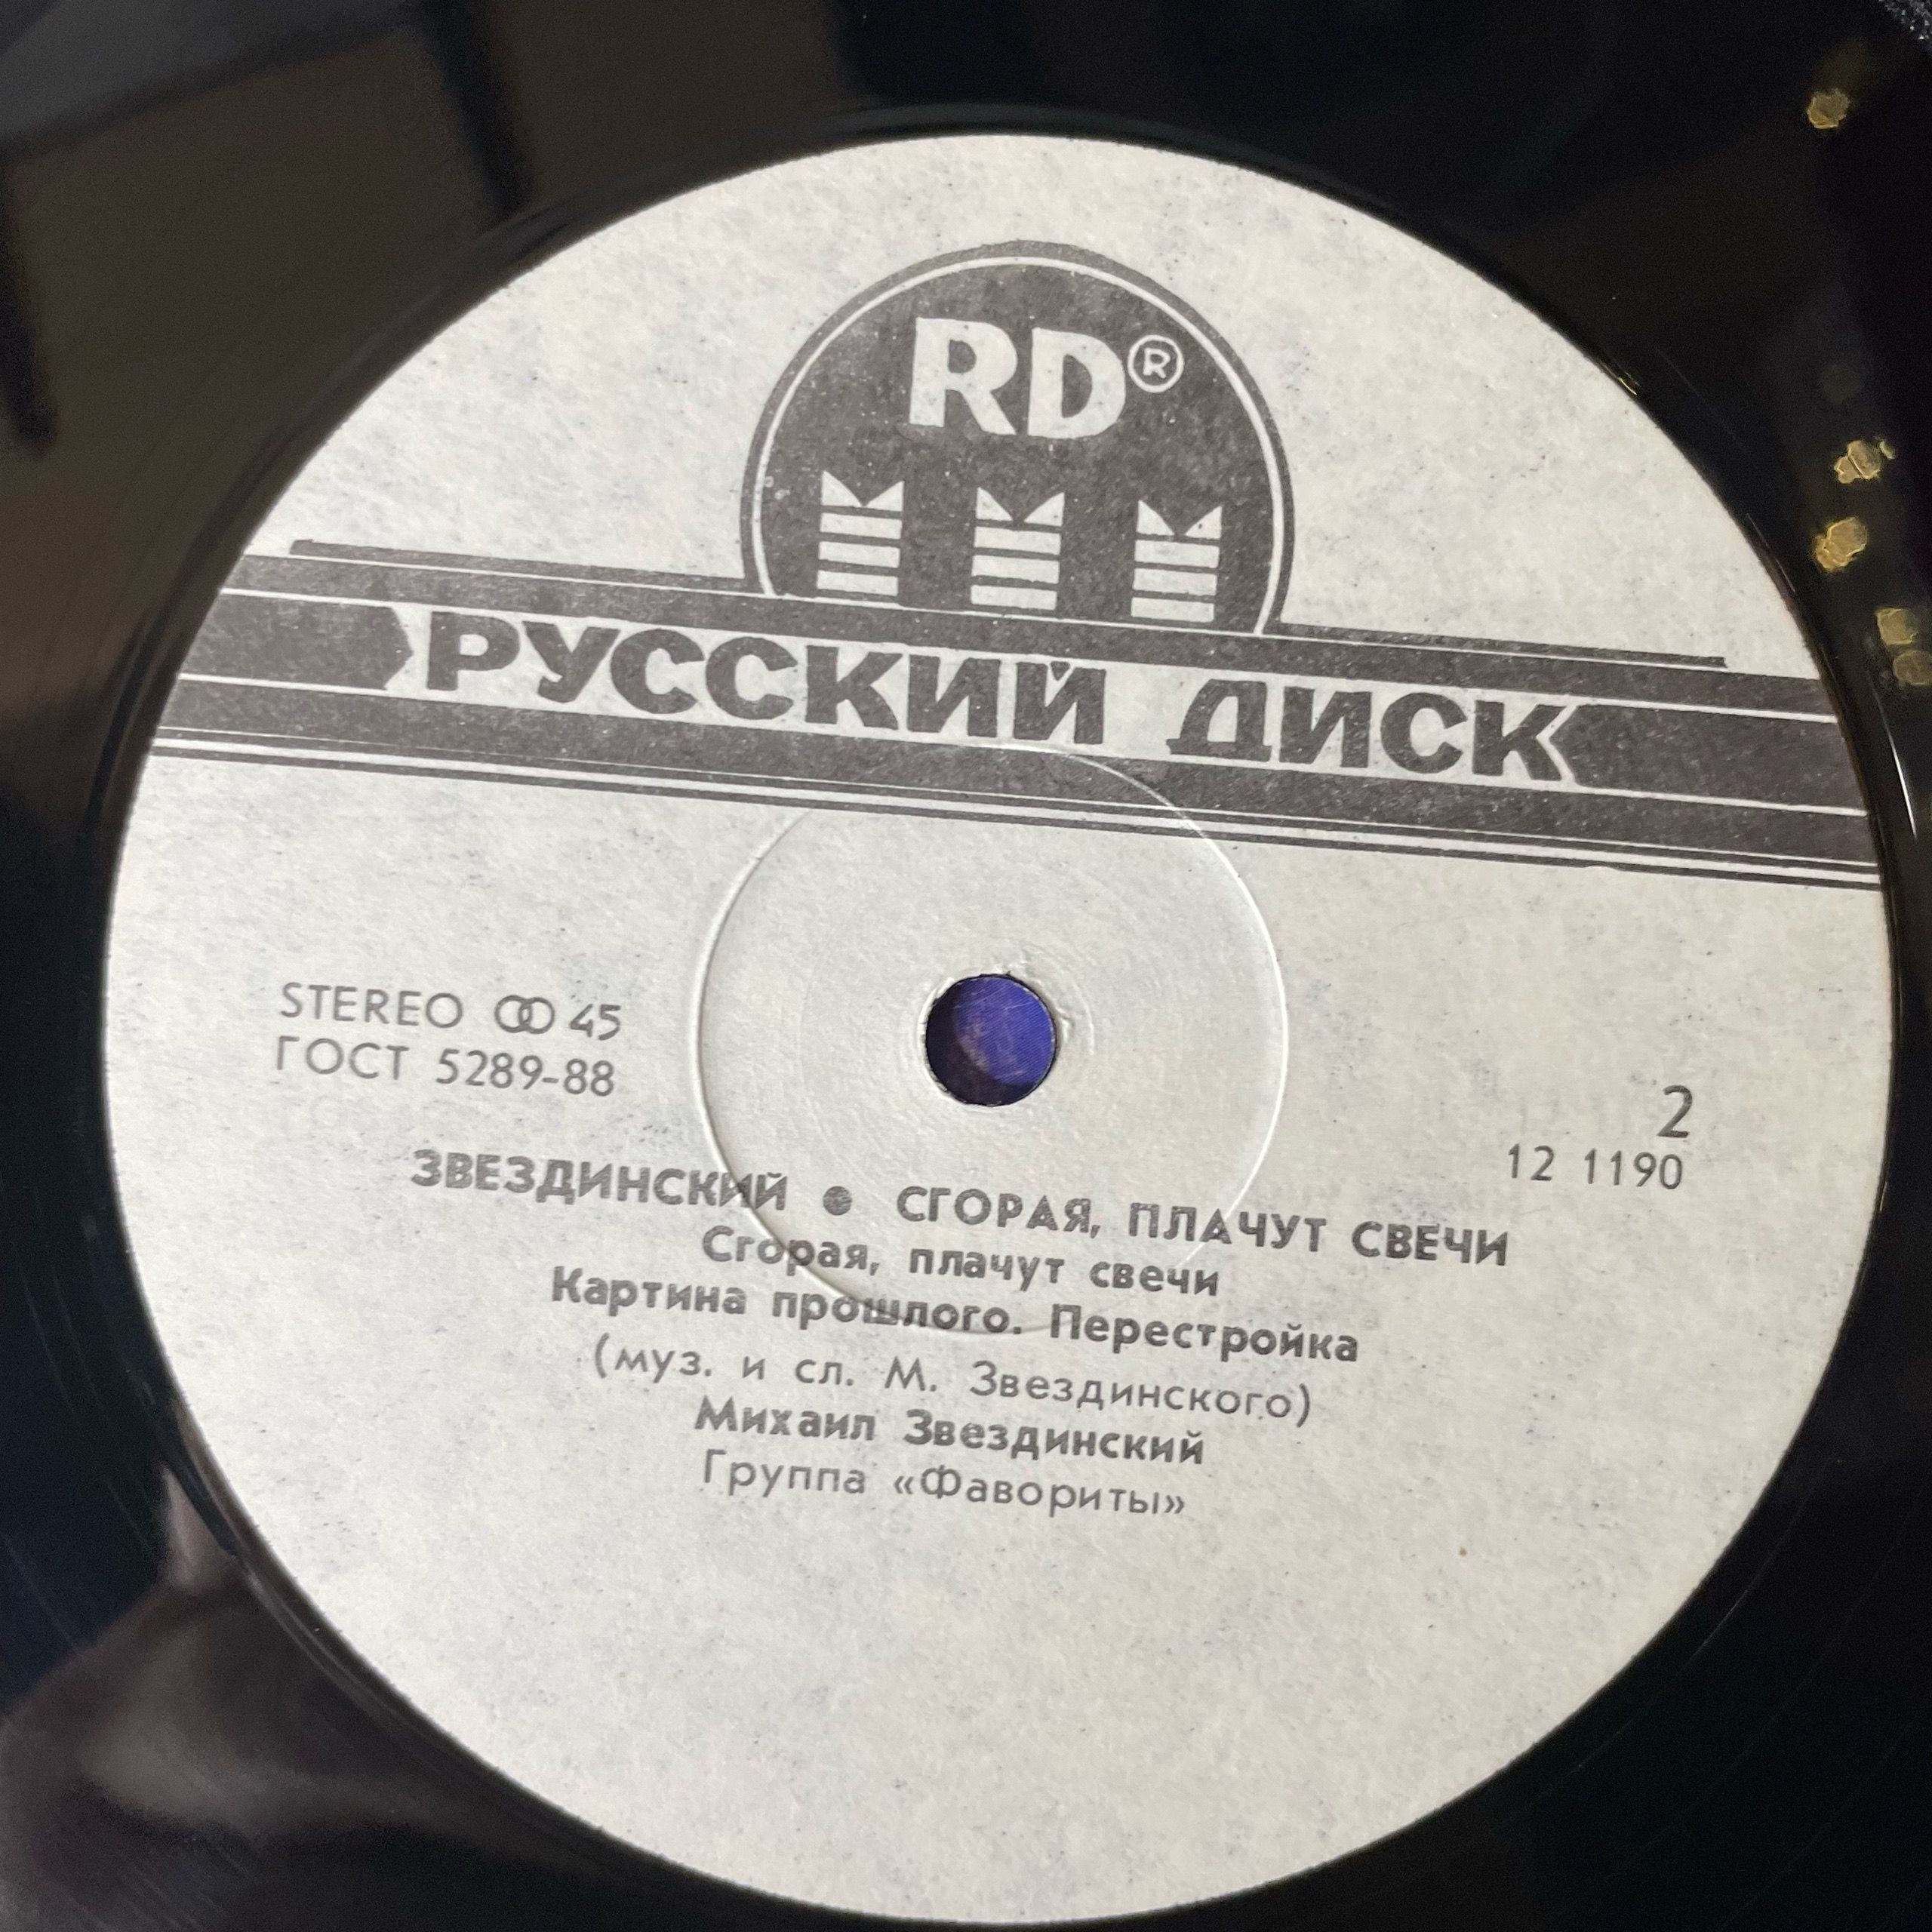 RD®
РУССКИЙ ДИСК
STEREO ꝏ 45
ГОСТ 5289-88
2
12 1190
ЗВЕЗДИНСКИЙ ● СГОРАЯ, ПЛАЧУТ СВЕЧИ
Сгорая, плачут свечи
Картина прошлого. Перестройка
(муз. и сл. М. Звездинского)
Михаил Звездинский
Группа «Фавориты»